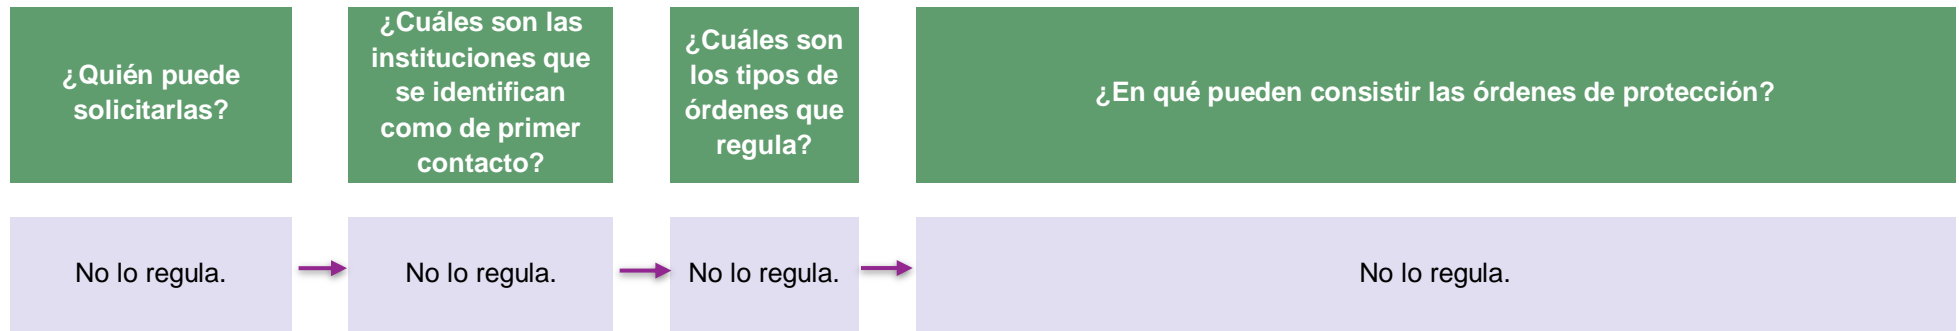 ¿Quién puede
solicitarlas?
¿Cuáles son las
instituciones que
se identifican
como de primer
contacto?
¿Cuáles son
los tipos de
órdenes que
regula?
¿En qué pueden consistir las órdenes de protección?
No lo regula.
No lo regula.
No lo regula.
No lo regula.